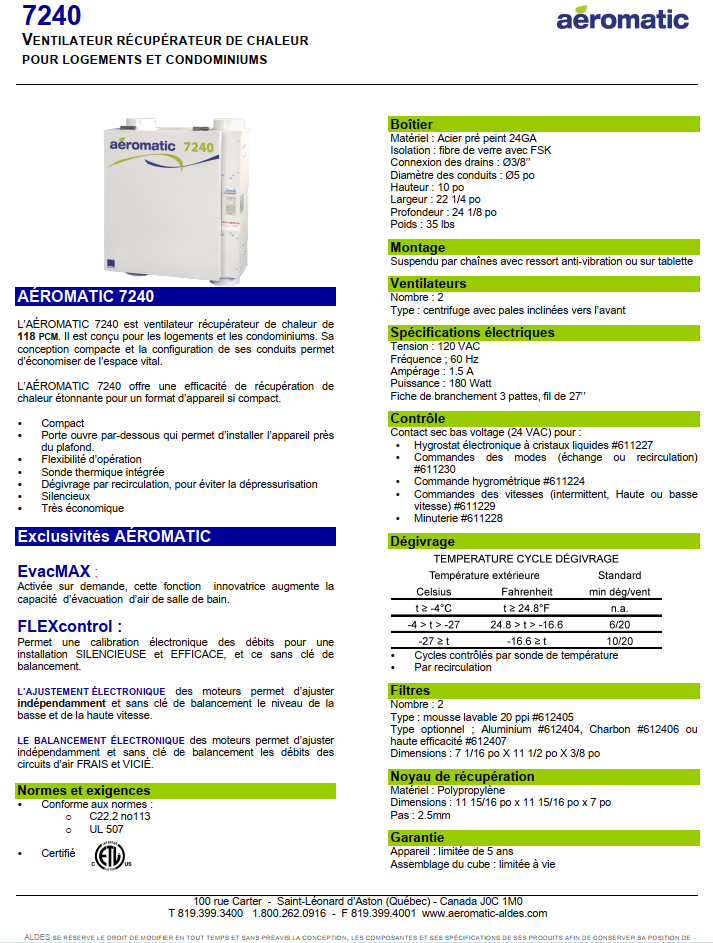 7240
VENTILATEUR RÉCUPÉRATEUR DE CHALEUR
POUR LOGEMENTS ET CONDOMINIUMS
aéromatic
aéromatic 7240
AÉROMATIC 7240
L'AÉROMATIC 7240 est ventilateur récupérateur de chaleur de
118 PCM. Il est conçu pour les logements et les condominiums. Sa
conception compacte et la configuration de ses conduits permet
d'économiser de l'espace vital.
L'AÉROMATIC 7240 offre une efficacité de récupération de
chaleur étonnante pour un format d'appareil si compact.
• Compact
• Porte ouvre par-dessous qui permet d'installer l'appareil près
du plafond.
• Flexibilité d'opération
• Sonde thermique intégrée
• Dégivrage par recirculation, pour éviter la dépressurisation
• Silencieux
• Très économique
Exclusivités AÉROMATIC
EvacMAX :
Activée sur demande, cette fonction innovatrice augmente la
capacité d'évacuation d'air de salle de bain.
FLEXcontrol :
Permet une calibration électronique des débits pour une
installation SILENCIEUSE et EFFICACE, et ce sans clé de
balancement.
L'AJUSTEMENT ÉLECTRONIQUE des moteurs permet d'ajuster
indépendamment et sans clé de balancement le niveau de la
basse et de la haute vitesse.
LE BALANCEMENT ÉLECTRONIQUE des moteurs permet d'ajuster
indépendamment et sans clé de balancement les débits des
circuits d'air FRAIS et VICIÉ.
Normes et exigences
• Conforme aux normes :
o C22.2 no113
o UL 507
• Certifié
C ETL US
Boîtier
Matériel : Acier pré peint 24GA
Isolation : fibre de verre avec FSK
Connexion des drains : Ø3/8''
Diamètre des conduits : Ø5 po
Hauteur : 10 po
Largeur : 22 1/4 po
Profondeur : 24 1/8 po
Poids : 35 lbs
Montage
Suspendu par chaînes avec ressort anti-vibration ou sur tablette
Ventilateurs
Nombre : 2
Type : centrifuge avec pales inclinées vers l'avant
Spécifications électriques
Tension : 120 VAC
Fréquence ; 60 Hz
Ampérage : 1.5 A
Puissance : 180 Watt
Fiche de branchement 3 pattes, fil de 27''
Contrôle
Contact sec bas voltage (24 VAC) pour :
• Hygrostat électronique à cristaux liquides #611227
• Commandes des modes (échange ou recirculation)
#611230
• Commande hygrométrique #611224
• Commandes des vitesses (intermittent, Haute ou basse
vitesse) #611229
• Minuterie #611228
Dégivrage
TEMPERATURE CYCLE DÉGIVRAGE
Température extérieure Standard
Celsius Fahrenheit min dég/vent
t ≥ -4°C t ≥ 24.8°F n.a.
-4 > t > -27 24.8 > t > -16.6 6/20
-27 ≥ t -16.6 ≥ t 10/20
• Cycles contrôlés par sonde de température
• Par recirculation
Filtres
Nombre : 2
Type : mousse lavable 20 ppi #612405
Type optionnel ; Aluminium #612404, Charbon #612406 ou
haute efficacité #612407
Dimensions : 7 1/16 po X 11 1/2 po X 3/8 po
Noyau de récupération
Matériel : Polypropylène
Dimensions : 11 15/16 po x 11 15/16 po x 7 po
Pas : 2.5mm
Garantie
Appareil : limitée de 5 ans
Assemblage du cube : limitée à vie
100 rue Carter - Saint-Léonard d'Aston (Québec) - Canada J0C 1M0
T 819.399.3400 1.800.262.0916 - F 819.399.4001 www.aeromatic-aldes.com
ALDES SE RÉSERVE LE DROIT DE MODIFIER EN TOUT TEMPS ET SANS PRÉAVIS LA CONCEPTION, LES COMPOSANTES ET SES SPÉCIFICATIONS DE SES PRODUITS AFIN DE CONSERVER SA POSITION DE